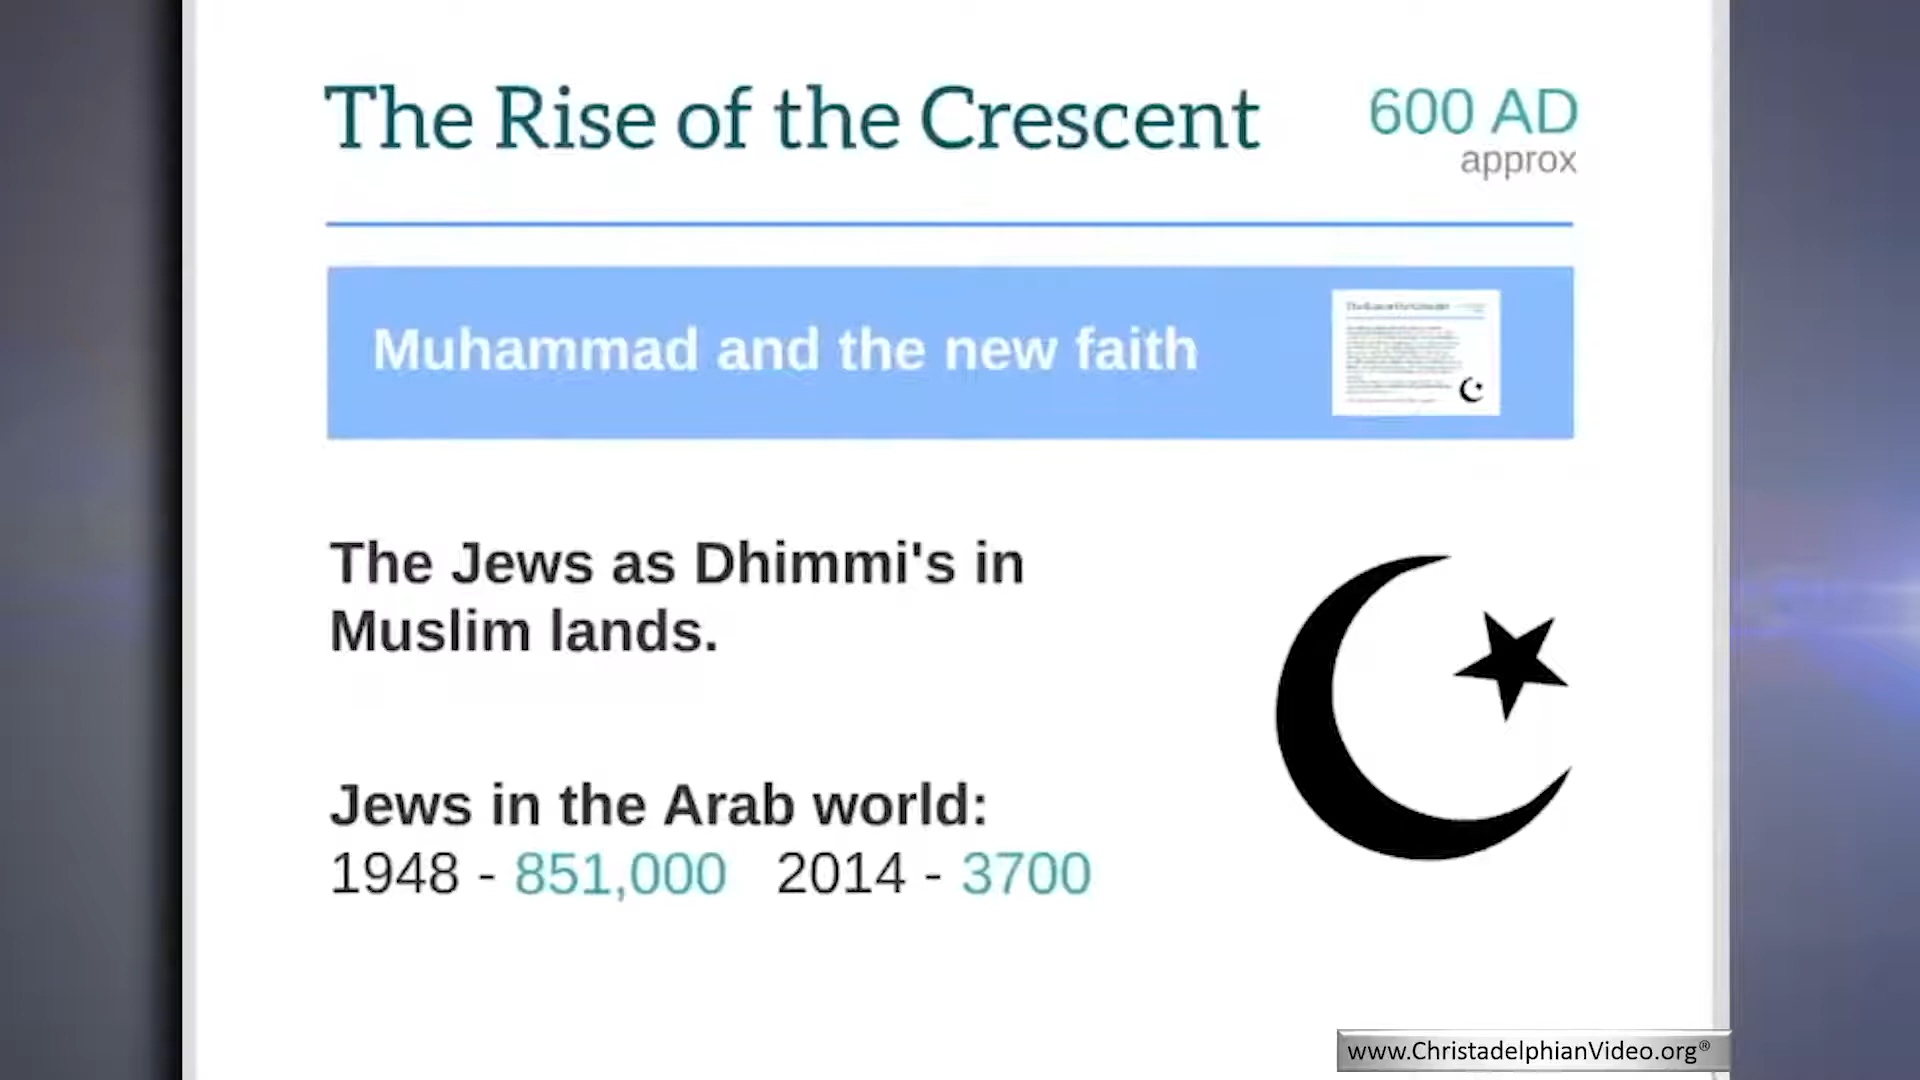 The Rise of the Crescent
600 AD
approx
Muhammad and the new faith
The Jews as Dhimmi's in
Muslim lands.
Jews in the Arab world:
1948 - 851,000 2014 - 3700
www.ChristadelphianVideo.org®